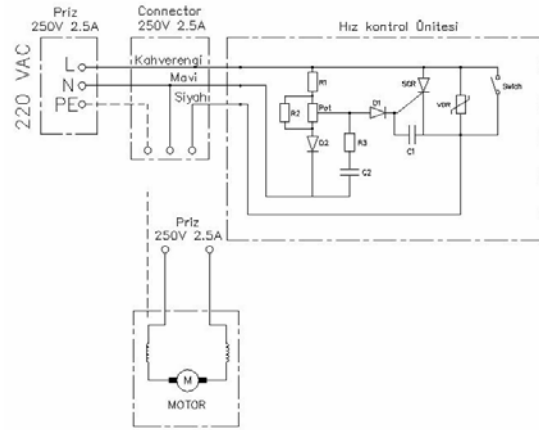 Priz
250V 2.5A
Connector
250V 2.5A
Hız kontrol Ünitesi
220 VAC
L
N
PE
Kahverengi
Mavi
Siyah
R1
R2
Pot
D1
D2
R3
C2
SCR
C1
VDR
Switch
Priz
250V 2.5A
M
MOTOR